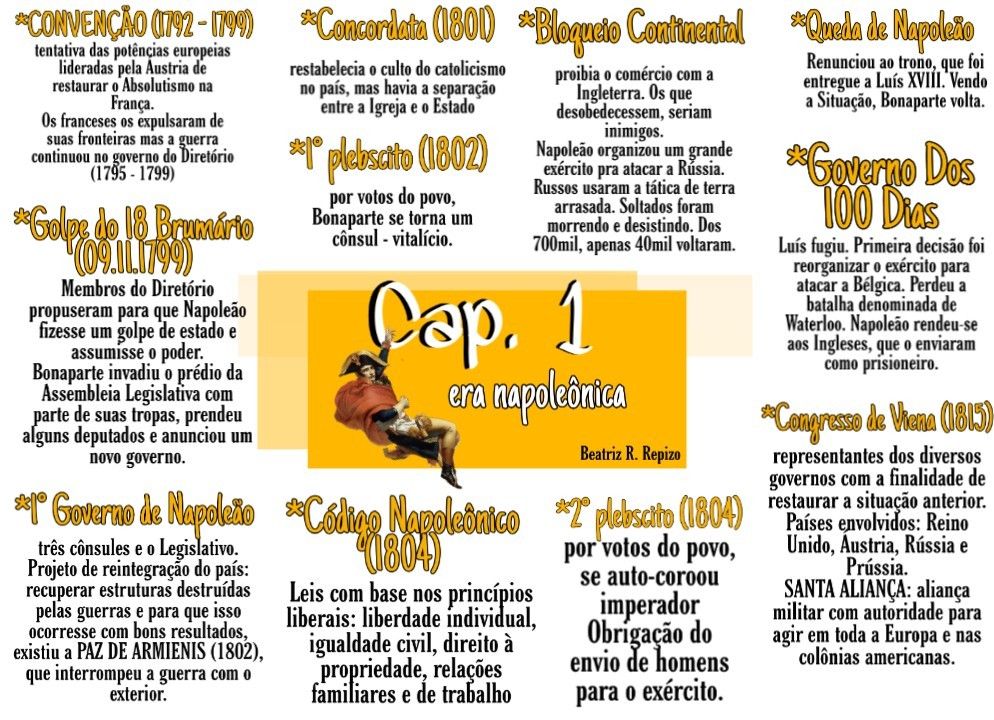 *CONVENÇÃO (1792 - 1799)
tentativa das potências europeias
lideradas pela Áustria de
restaurar o Absolutismo na
França.
Os franceses os expulsaram de
suas fronteiras mas a guerra
continuou no governo do Diretório
(1795 - 1799)
*Golpe do 18 Brumário
(09.11.1799)
Membros do Diretório
propuseram para que Napoleão
fizesse um golpe de estado e
assumisse o poder.
Bonaparte invadiu o prédio da
Assembleia Legislativa com
parte de suas tropas, prendeu
alguns deputados e anunciou um
novo governo.
*1° Governo de Napoleão
três cônsules e o Legislativo.
Projeto de reintegração do país:
recuperar estruturas destruídas
pelas guerras e para que isso
ocorresse com bons resultados,
existiu a PAZ DE ARMIENIS (1802),
que interrompeu a guerra com o
exterior.
*Concordata (1801)
restabelecia o culto do catolicismo
no país, mas havia a separação
entre a Igreja e o Estado
*1° plebscito (1802)
por votos do povo,
Bonaparte se torna um
cônsul - vitalício.
Cap. 1
era napoleônica
Beatriz R. Repizo
*Código Napoleônico
(1804)
Leis com base nos princípios
liberais: liberdade individual,
igualdade civil, direito à
propriedade, relações
familiares e de trabalho
*Bloqueio Continental
proibia o comércio com a
Ingleterra. Os que
desobedecessem, seriam
inimigos.
Napoleão organizou um grande
exército pra atacar a Rússia.
Russos usaram a tática de terra
arrasada. Soltados foram
morrendo e desistindo. Dos
700mil, apenas 40mil voltaram.
*2° plebscito (1804)
por votos do povo,
se auto-coroou
imperador
Obrigação do
envio de homens
para o exército.
*Queda de Napoleão
Renunciou ao trono, que foi
entregue a Luís XVIII. Vendo
a Situação, Bonaparte volta.
*Governo Dos
100 Dias
Luís fugiu. Primeira decisão foi
reorganizar o exército para
atacar a Bélgica. Perdeu a
batalha denominada de
Waterloo. Napoleão rendeu-se
aos Ingleses, que o enviaram
como prisioneiro.
*Congresso de Viena (1815)
representantes dos diversos
governos com a finalidade de
restaurar a situação anterior.
Países envolvidos: Reino
Unido, Áustria, Rússia e
Prússia.
SANTA ALIANÇA: aliança
militar com autoridade para
agir em toda a Europa e nas
colônias americanas.